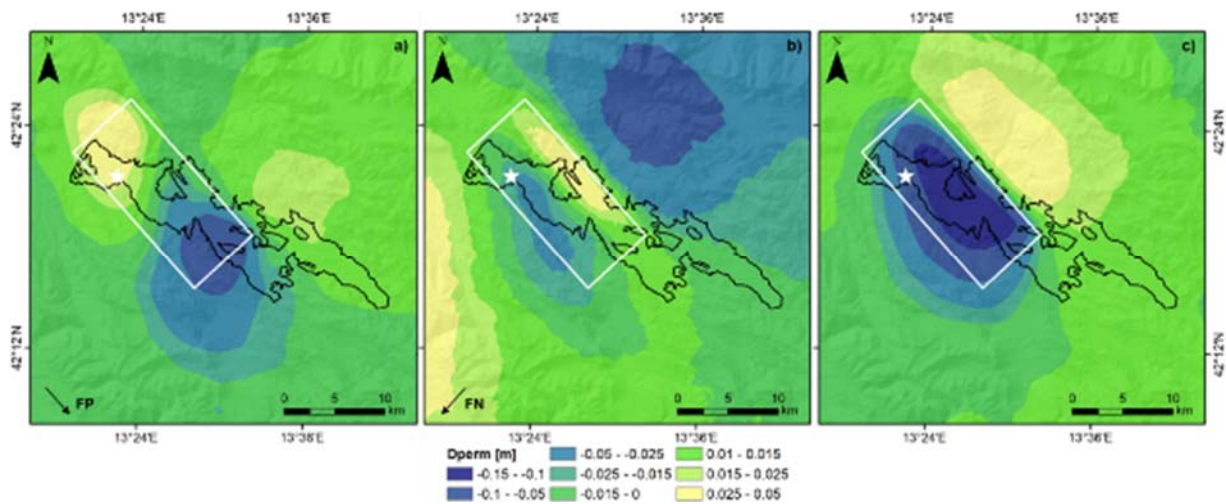 13°24'E 13°36'E 13°24'E 13°36'E 13°24'E 13°36'E
N a) N b) N c)
42°24'N 42°24'N
42°12'N 42°12'N
FP 0 5 10 km FN 0 5 10 km 0 5 10 km
13°24'E 13°36'E 13°24'E 13°36'E 13°24'E 13°36'E
Dperm [m] -0.05 - -0.025 0.01 - 0.015
-0.15 - -0.1 -0.025 - -0.015 0.015 - 0.025
-0.1 - -0.05 -0.015 - 0 0.025 - 0.05